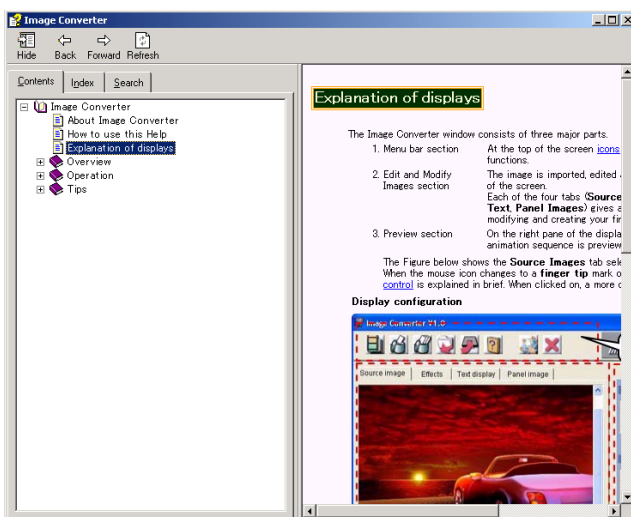 Image Converter
Hide Back Forward Refresh
Contents Index Search
Image Converter
About Image Converter
How to use this Help
Explanation of displays
Overview
Operation
Tips
Explanation of displays
The Image Converter window consists of three major parts.
1. Menu bar section At the top of the screen icons
functions.
2. Edit and Modify The image is imported, edited
Images section of the screen.
Each of the four tabs (Source
Text, Panel Images) gives
modifying and creating your
3. Preview section On the right pane of the displa
animation sequence is preview
The Figure below shows the Source Images tab sele
When the mouse icon changes to a finger tip mark o
control is explained in brief. When clicked on, a more
Display configuration
Image Converter V1.0
Source image Effects Text display Panel image